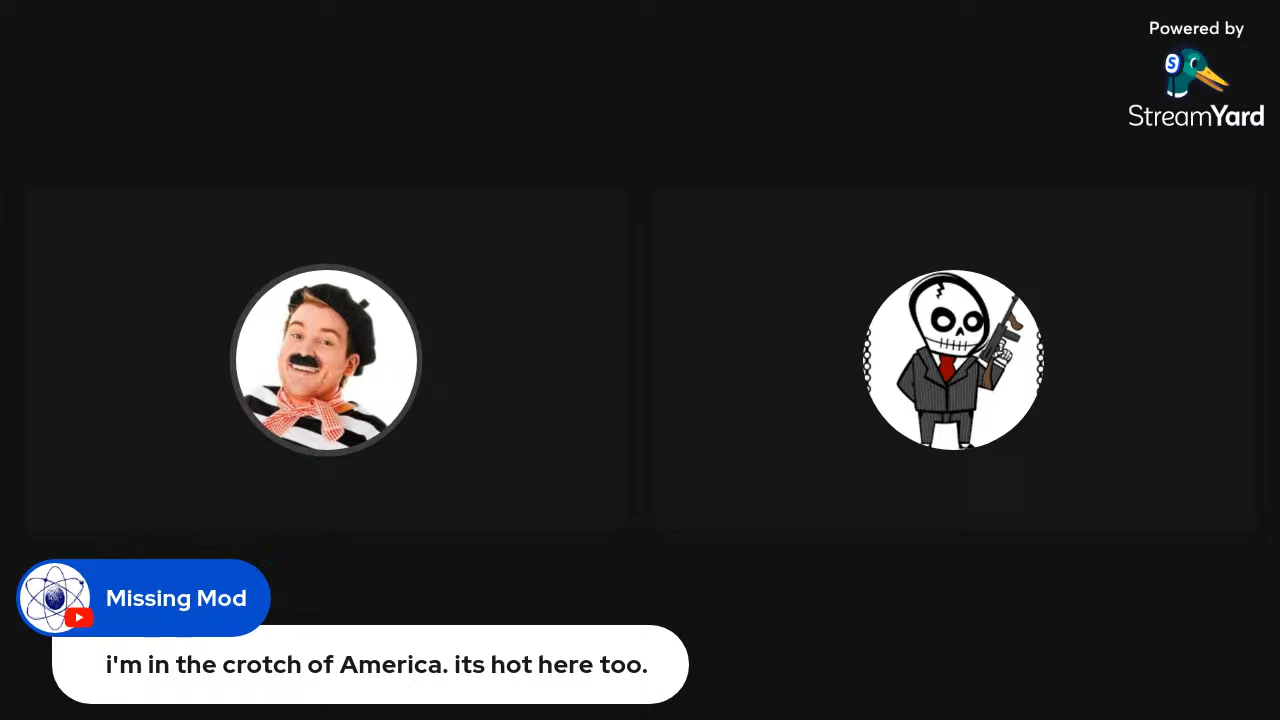 Powered by
S
StreamYard
Missing Mod
i'm in the crotch of America. its hot here too.